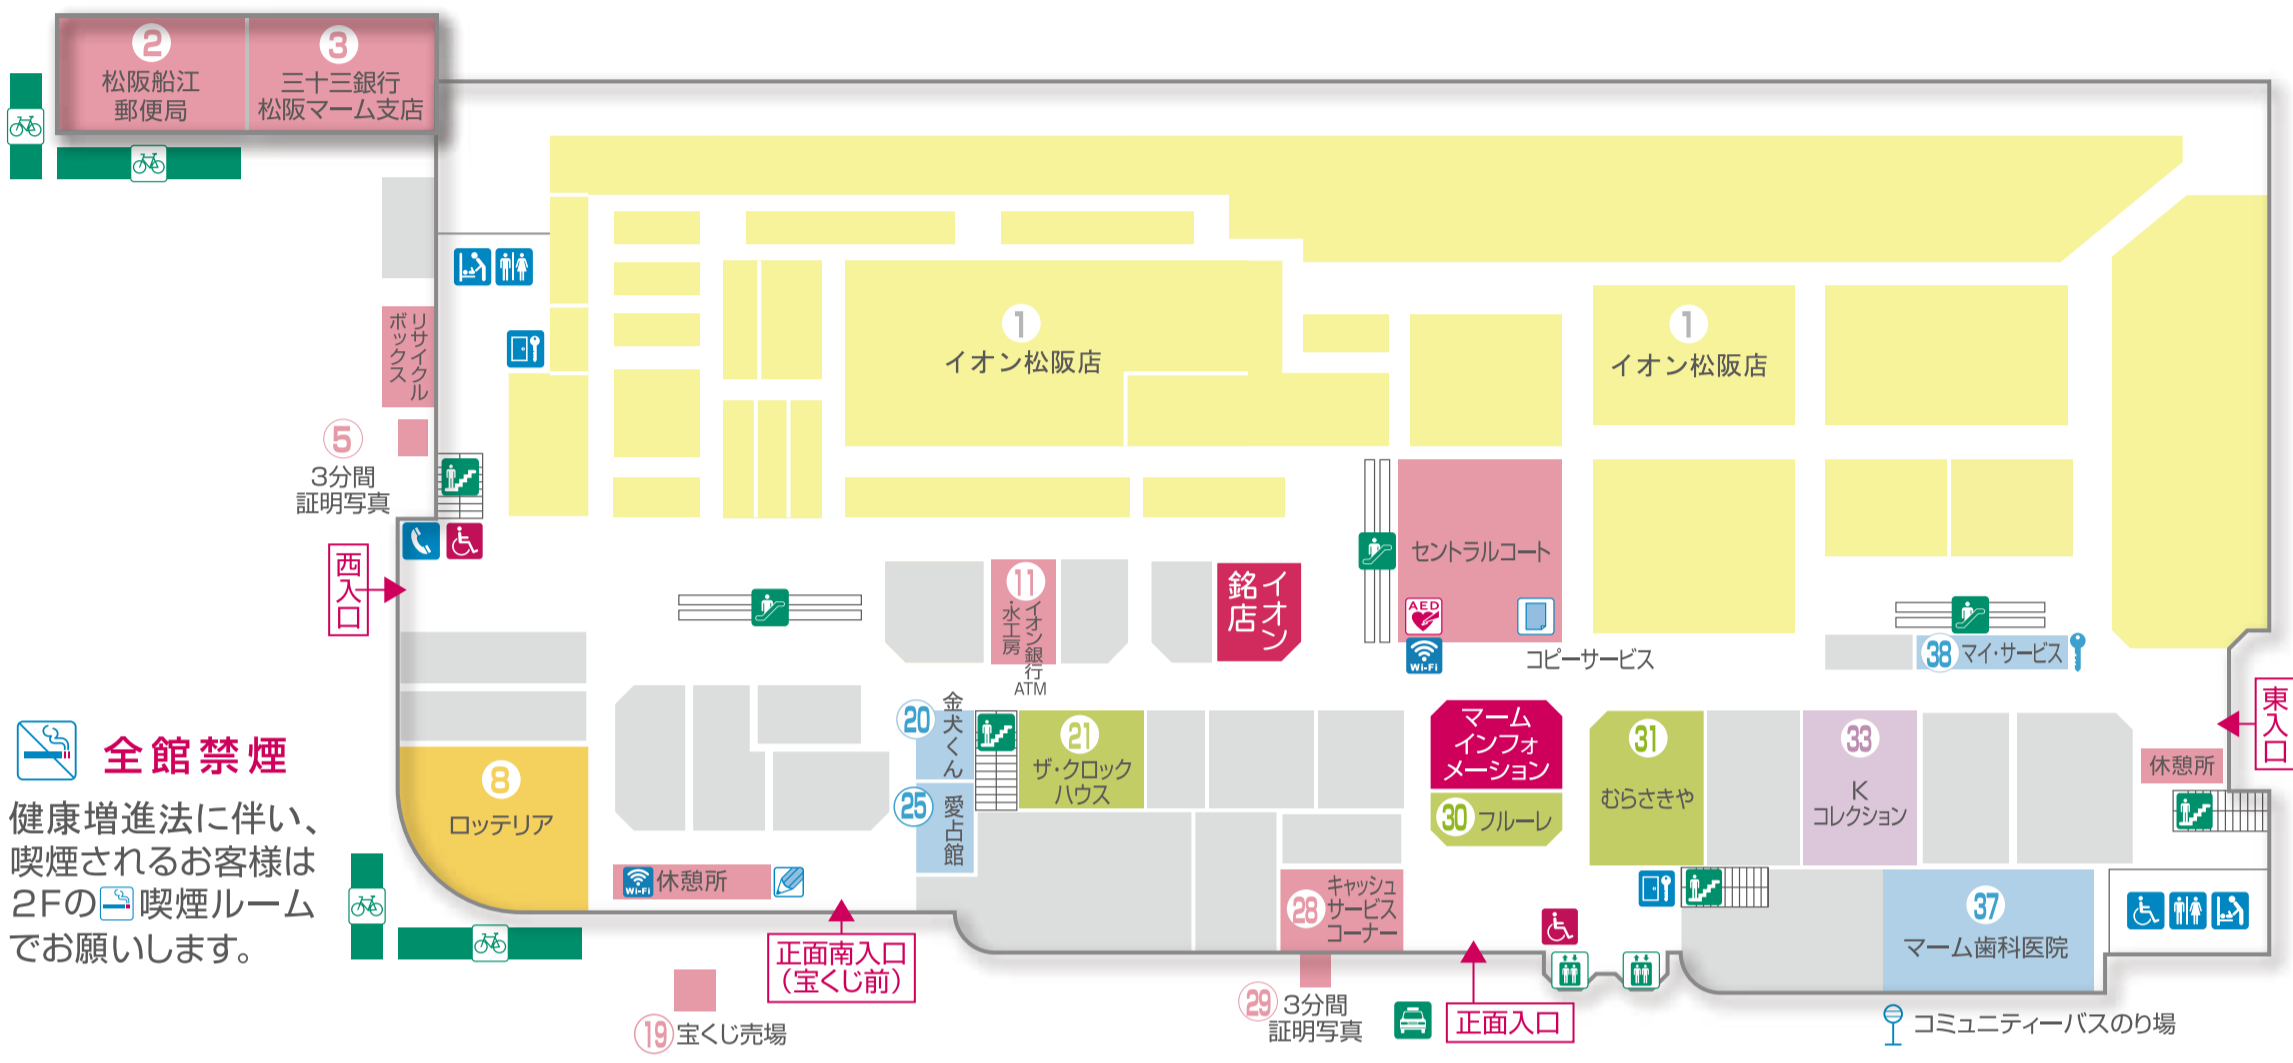 2
松阪船江
郵便局
3
三十三銀行
松阪マーム支店
リサイクル
ボックス
5
3分間
証明写真
西入口
1
イオン松阪店
1
イオン松阪店
セントラルコート
AED
Wi-Fi
コピーサービス
11
イオン銀行
ATM
・水工房
イオン
銘店
38 マイ・サービス
東入口
休憩所
20
金犬くん
25
愛占館
21
ザ・クロック
ハウス
マーム
インフォ
メーション
30 フルーレ
31
むらさきや
33
K
コレクション
全館禁煙
健康増進法に伴い、
喫煙されるお客様は
2Fの喫煙ルーム
でお願いします。
8
ロッテリア
Wi-Fi
休憩所
28
キャッシュ
サービス
コーナー
37
マーム歯科医院
正面南入口
(宝くじ前)
19 宝くじ売場
29 3分間
証明写真
正面入口
コミュニティーバスのり場